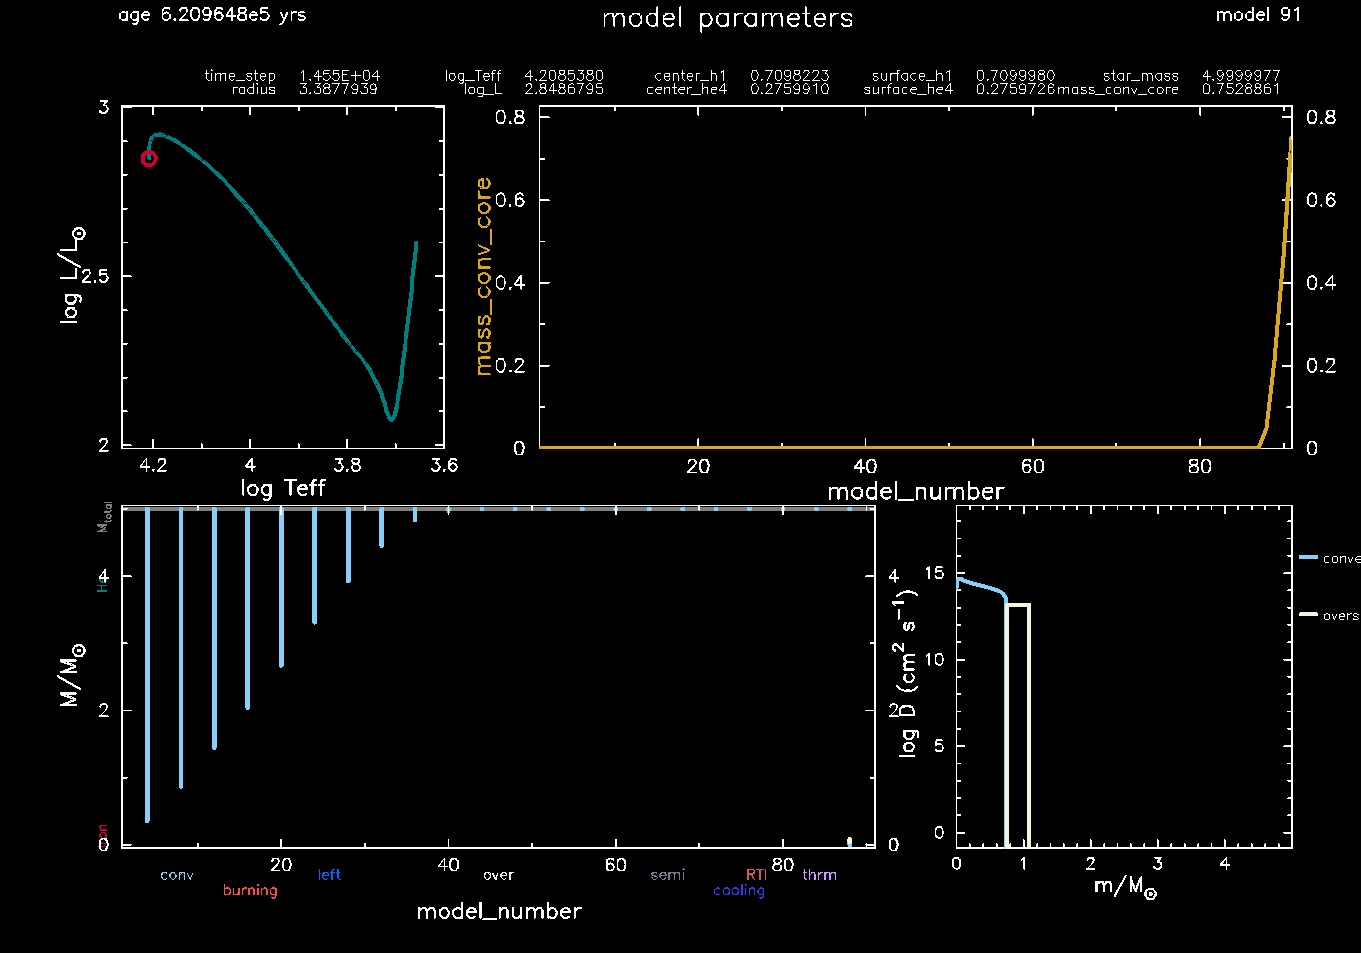 age 6.209648e5 yrs model parameters model 91
time_step 1.455E+04 log_Teff 4.2085380 center_h1 0.7098223 surface_h1 0.7099980 star_mass 4.9999977
radius 3.3877939 log_L 2.8486795 center_he4 0.2759910 surface_he4 0.2759726 mass_conv_core 0.7528861
log L/L⊙
3
2.5
2
4.2 4 3.8 3.6
log Teff
mass_conv_core
0.8 0.8
0.6 0.6
0.4 0.4
0.2 0.2
0 0
20 40 60 80
model_number
M/M⊙
Mtotal
4 4
2 2
0 0
20 40 60 80
conv left over semi RTI thrm
burning cooling
model_number
log D (cm² s⁻¹)
15
10
5
0
0 1 2 3 4
m/M⊙
conve
overs